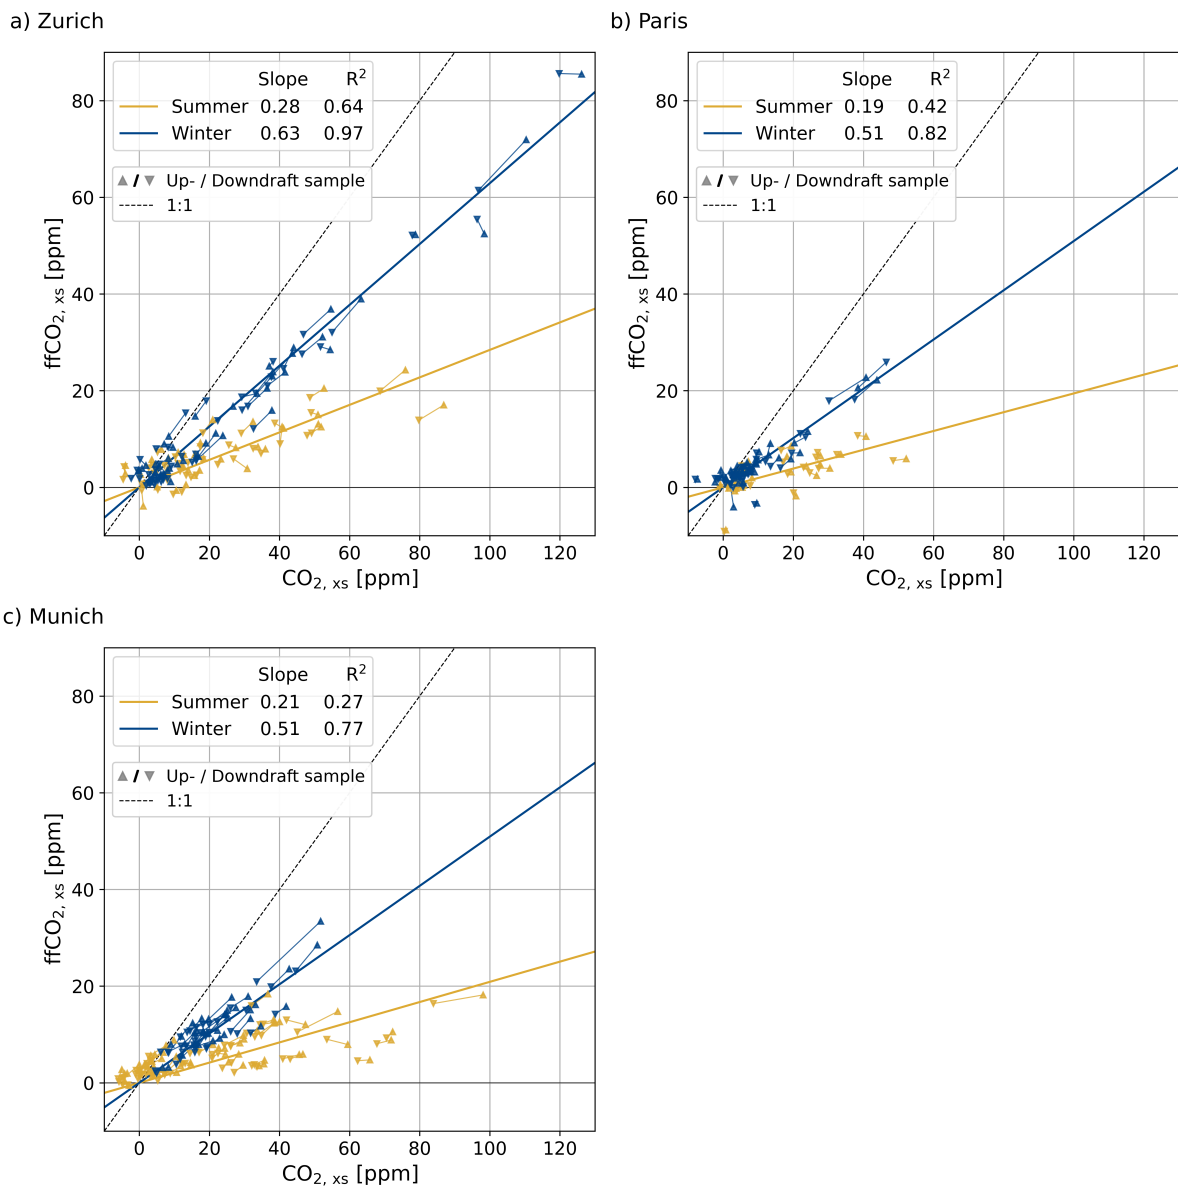 a) Zurich
Slope R²
Summer 0.28 0.64
Winter 0.63 0.97
▲ / ▼ Up- / Downdraft sample
1:1
80
60
40
20
0
ffCO₂, xs [ppm]
0 20 40 60 80 100 120
CO₂, xs [ppm]
b) Paris
Slope R²
Summer 0.19 0.42
Winter 0.51 0.82
▲ / ▼ Up- / Downdraft sample
1:1
80
60
40
20
0
ffCO₂, xs [ppm]
0 20 40 60 80 100 120
CO₂, xs [ppm]
c) Munich
Slope R²
Summer 0.21 0.27
Winter 0.51 0.77
▲ / ▼ Up- / Downdraft sample
1:1
80
60
40
20
0
ffCO₂, xs [ppm]
0 20 40 60 80 100 120
CO₂, xs [ppm]